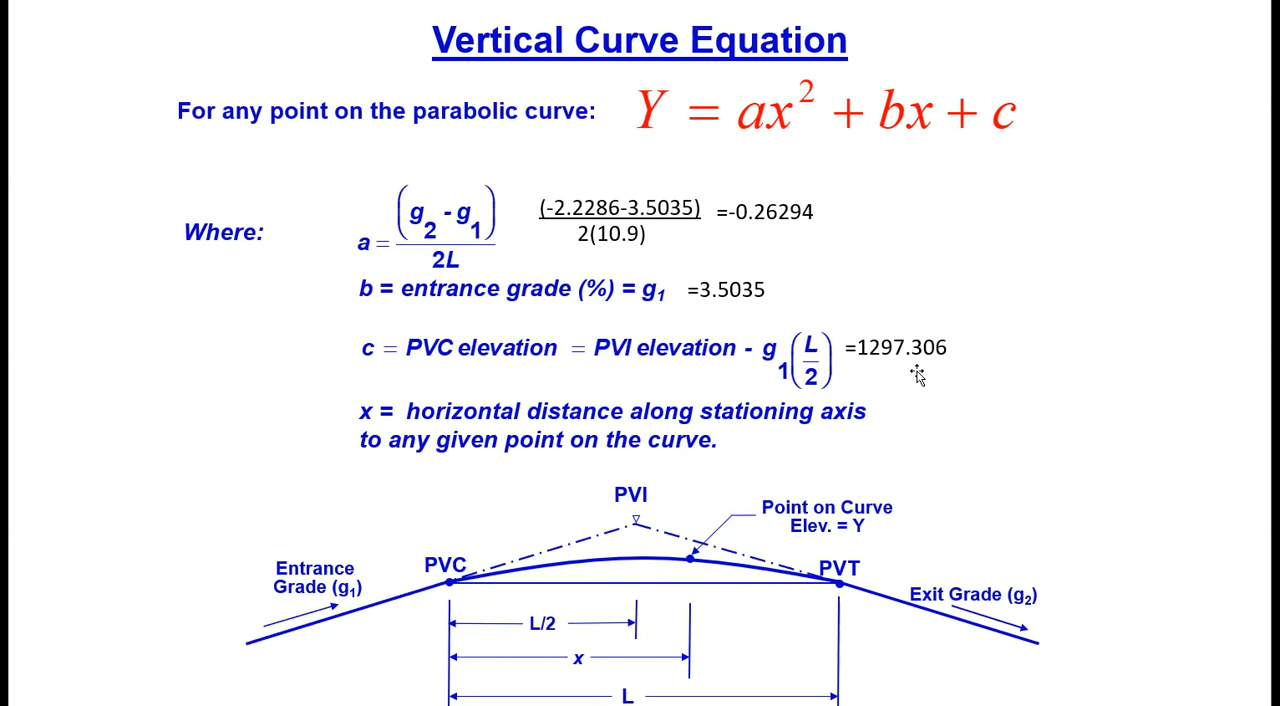 Vertical Curve Equation
For any point on the parabolic curve: Y = ax² + bx + c
Where:
a = (g₂ - g₁) / 2L (-2.2286-3.5035) / 2(10.9) =-0.26294
b = entrance grade (%) = g₁ =3.5035
c = PVC elevation = PVI elevation - g₁(L/2) =1297.306
x = horizontal distance along stationing axis
to any given point on the curve.
PVI
Point on Curve
Elev. = Y
PVC
PVT
Entrance
Grade (g₁)
Exit Grade (g₂)
L/2
x
L